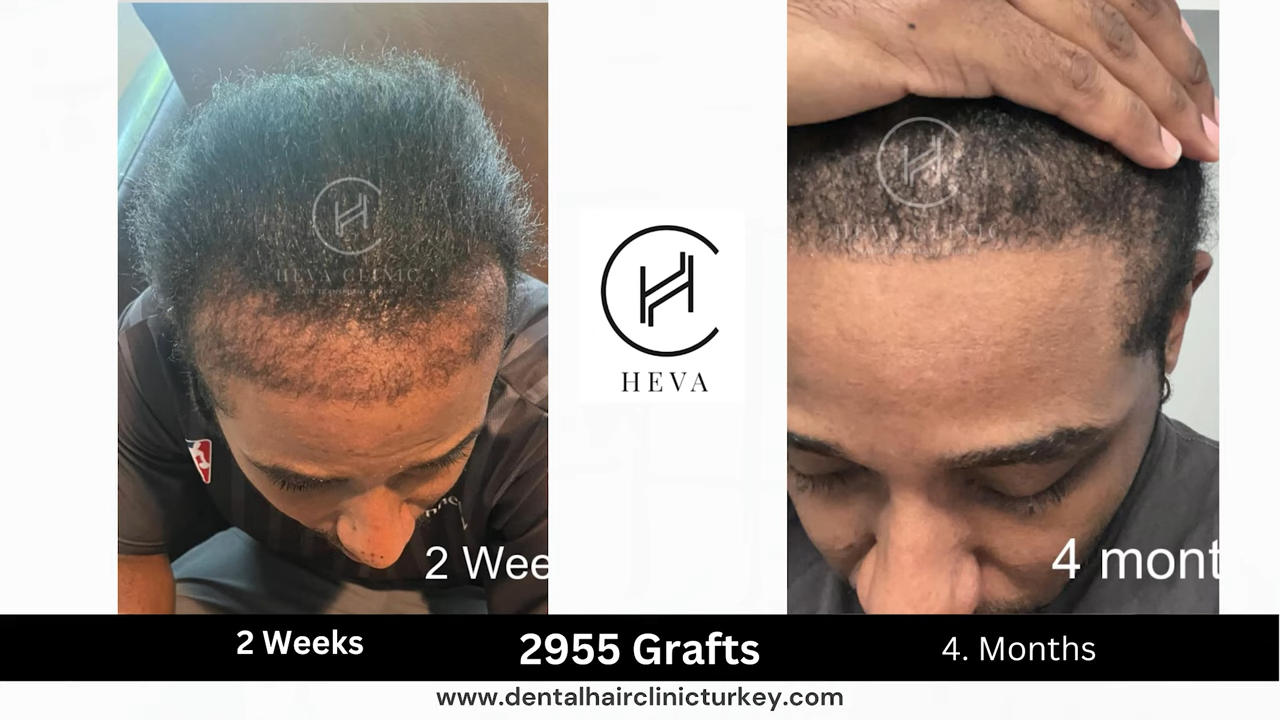 HEVA CLINIC
HEVA CLINIC
HEVA
2 Wee
4 mont
2 Weeks
2955 Grafts
4. Months
www.dentalhairclinicturkey.com